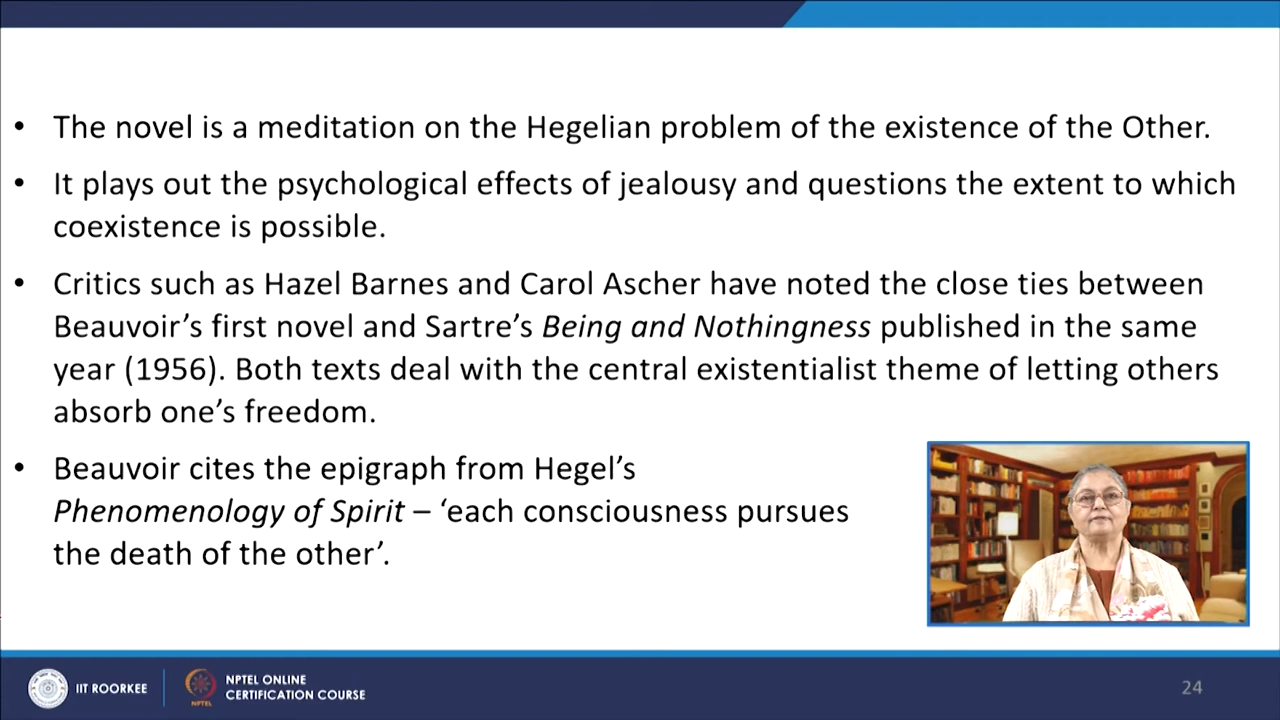 • The novel is a meditation on the Hegelian problem of the existence of the Other.
• It plays out the psychological effects of jealousy and questions the extent to which
coexistence is possible.
• Critics such as Hazel Barnes and Carol Ascher have noted the close ties between
Beauvoir’s first novel and Sartre’s Being and Nothingness published in the same
year (1956). Both texts deal with the central existentialist theme of letting others
absorb one’s freedom.
• Beauvoir cites the epigraph from Hegel’s
Phenomenology of Spirit – ‘each consciousness pursues
the death of the other’.
IIT ROORKEE
NPTEL
NPTEL ONLINE
CERTIFICATION COURSE
24